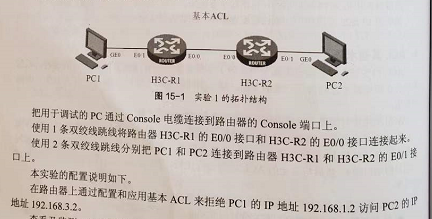 基本ACL
GE0 E0/1 ROUTER E0/0 E0/0 ROUTER E0/1 GE0
PC1 H3C-R1 H3C-R2 PC2
图 15-1 实验 1 的拓扑结构
把用于调试的 PC 通过 Console 电缆连接到路由器的 Console 端口上。
使用 1 条双绞线跳线将路由器 H3C-R1 的 E0/0 接口和 H3C-R2 的 E0/0 接口连接起来。
使用 2 条双绞线跳线分别把 PC1 和 PC2 连接到路由器 H3C-R1 和 H3C-R2 的 E0/1 接
口上。
本实验的配置说明如下。
在路由器上通过配置和应用基本 ACL 来拒绝 PC1 的 IP 地址 192.168.1.2 访问 PC2 的 IP
地址 192.168.3.2。